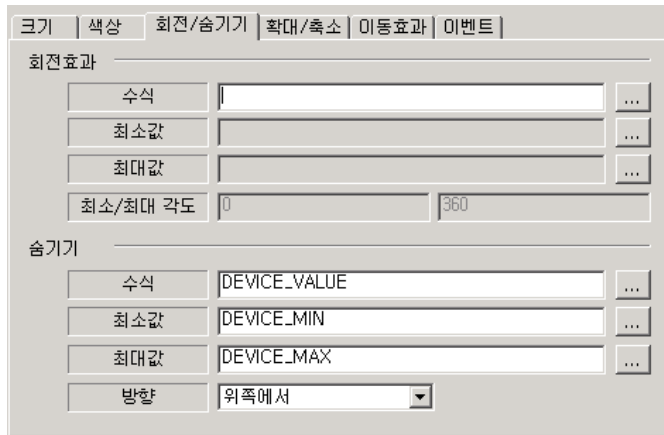 크기 색상 회전/숨기기 확대/축소 이동효과 이벤트
회전효과
수식 ...
최소값 ...
최대값 ...
최소/최대 각도 0 360
숨기기
수식 DEVICE_VALUE ...
최소값 DEVICE_MIN ...
최대값 DEVICE_MAX ...
방향 위쪽에서